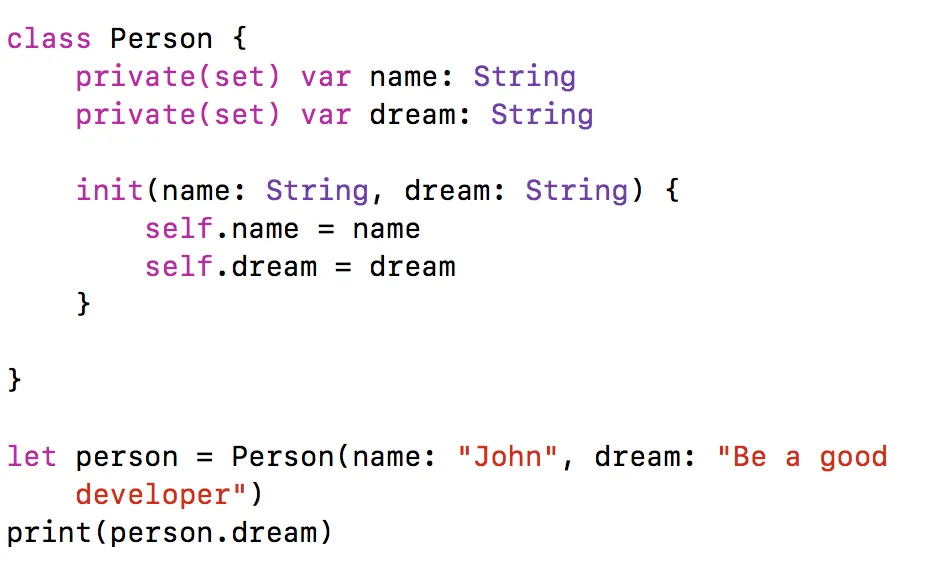 class Person {
    private(set) var name: String
    private(set) var dream: String

    init(name: String, dream: String) {
        self.name = name
        self.dream = dream
    }

}

let person = Person(name: "John", dream: "Be a good
    developer")
print(person.dream)